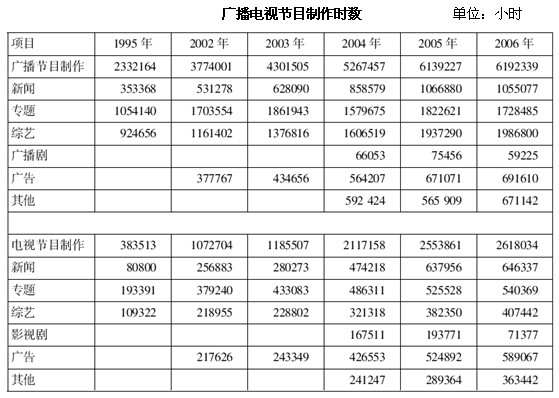 广播电视节目制作时数 单位：小时
项目 1995 年 2002 年 2003 年 2004 年 2005 年 2006 年
广播节目制作 2332164 3774001 4301505 5267457 6139227 6192339
新闻 353368 531278 628090 858579 1066880 1055077
专题 1054140 1703554 1861943 1579675 1822621 1728485
综艺 924656 1161402 1376816 1606519 1937290 1986800
广播剧 66053 75456 59225
广告 377767 434656 564207 671071 691610
其他 592 424 565 909 671142
电视节目制作 383513 1072704 1185507 2117158 2553861 2618034
新闻 80800 256883 280273 474218 637956 646337
专题 193391 379240 433083 486311 525528 540369
综艺 109322 218955 228802 321318 382350 407442
影视剧 167511 193771 71377
广告 217626 243349 426553 524892 589067
其他 241247 289364 363442